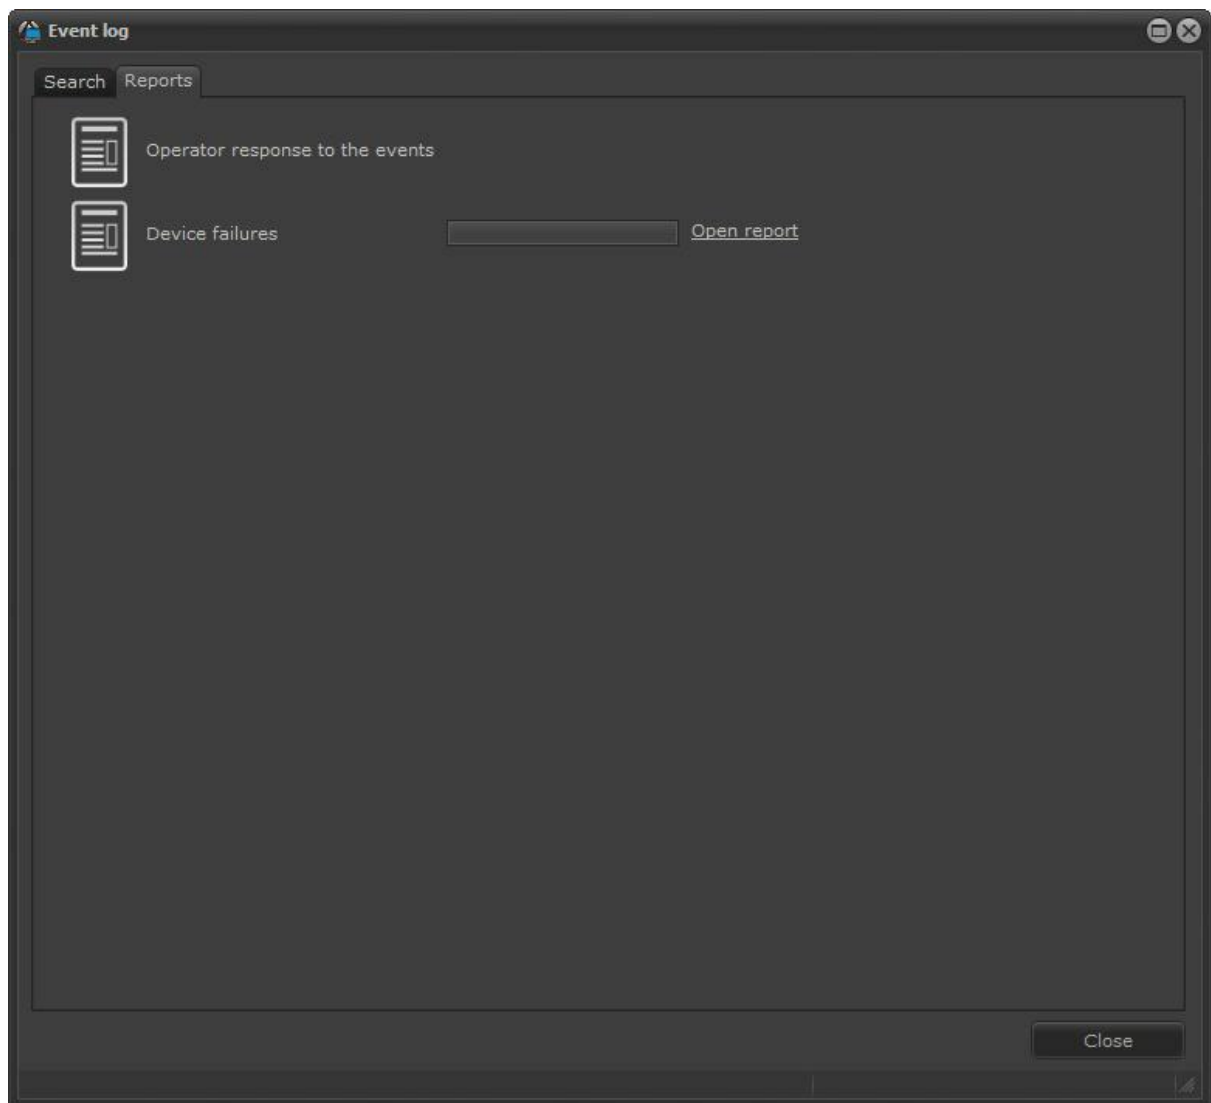 Event log
Search Reports
Operator response to the events
Device failures Open report
Close